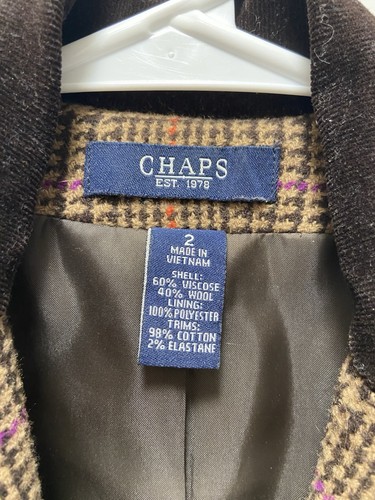 CHAPS
EST. 1978
2
MADE IN
VIETNAM
SHELL:
60% VISCOSE
40% WOOL
LINING:
100% POLYESTER
TRIMS:
98% COTTON
2% ELASTANE